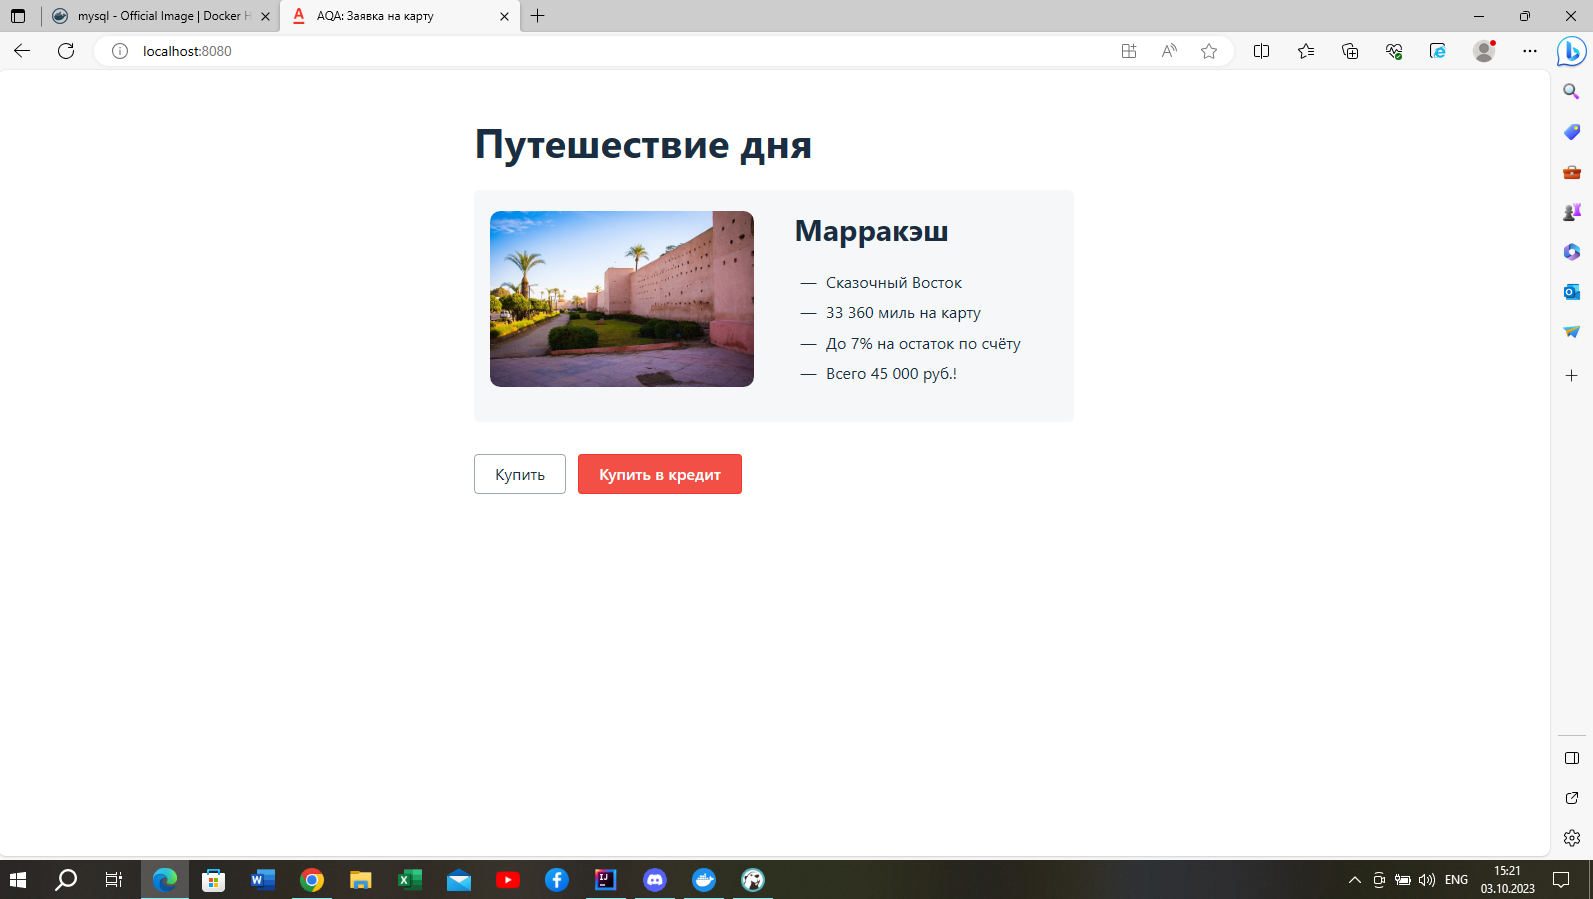 mysql - Official Image | Docker H
AQA: Заявка на карту
localhost:8080
Путешествие дня
Марракэш
— Сказочный Восток
— 33 360 миль на карту
— До 7% на остаток по счёту
— Всего 45 000 руб.!
Купить
Купить в кредит
ENG
15:21
03.10.2023